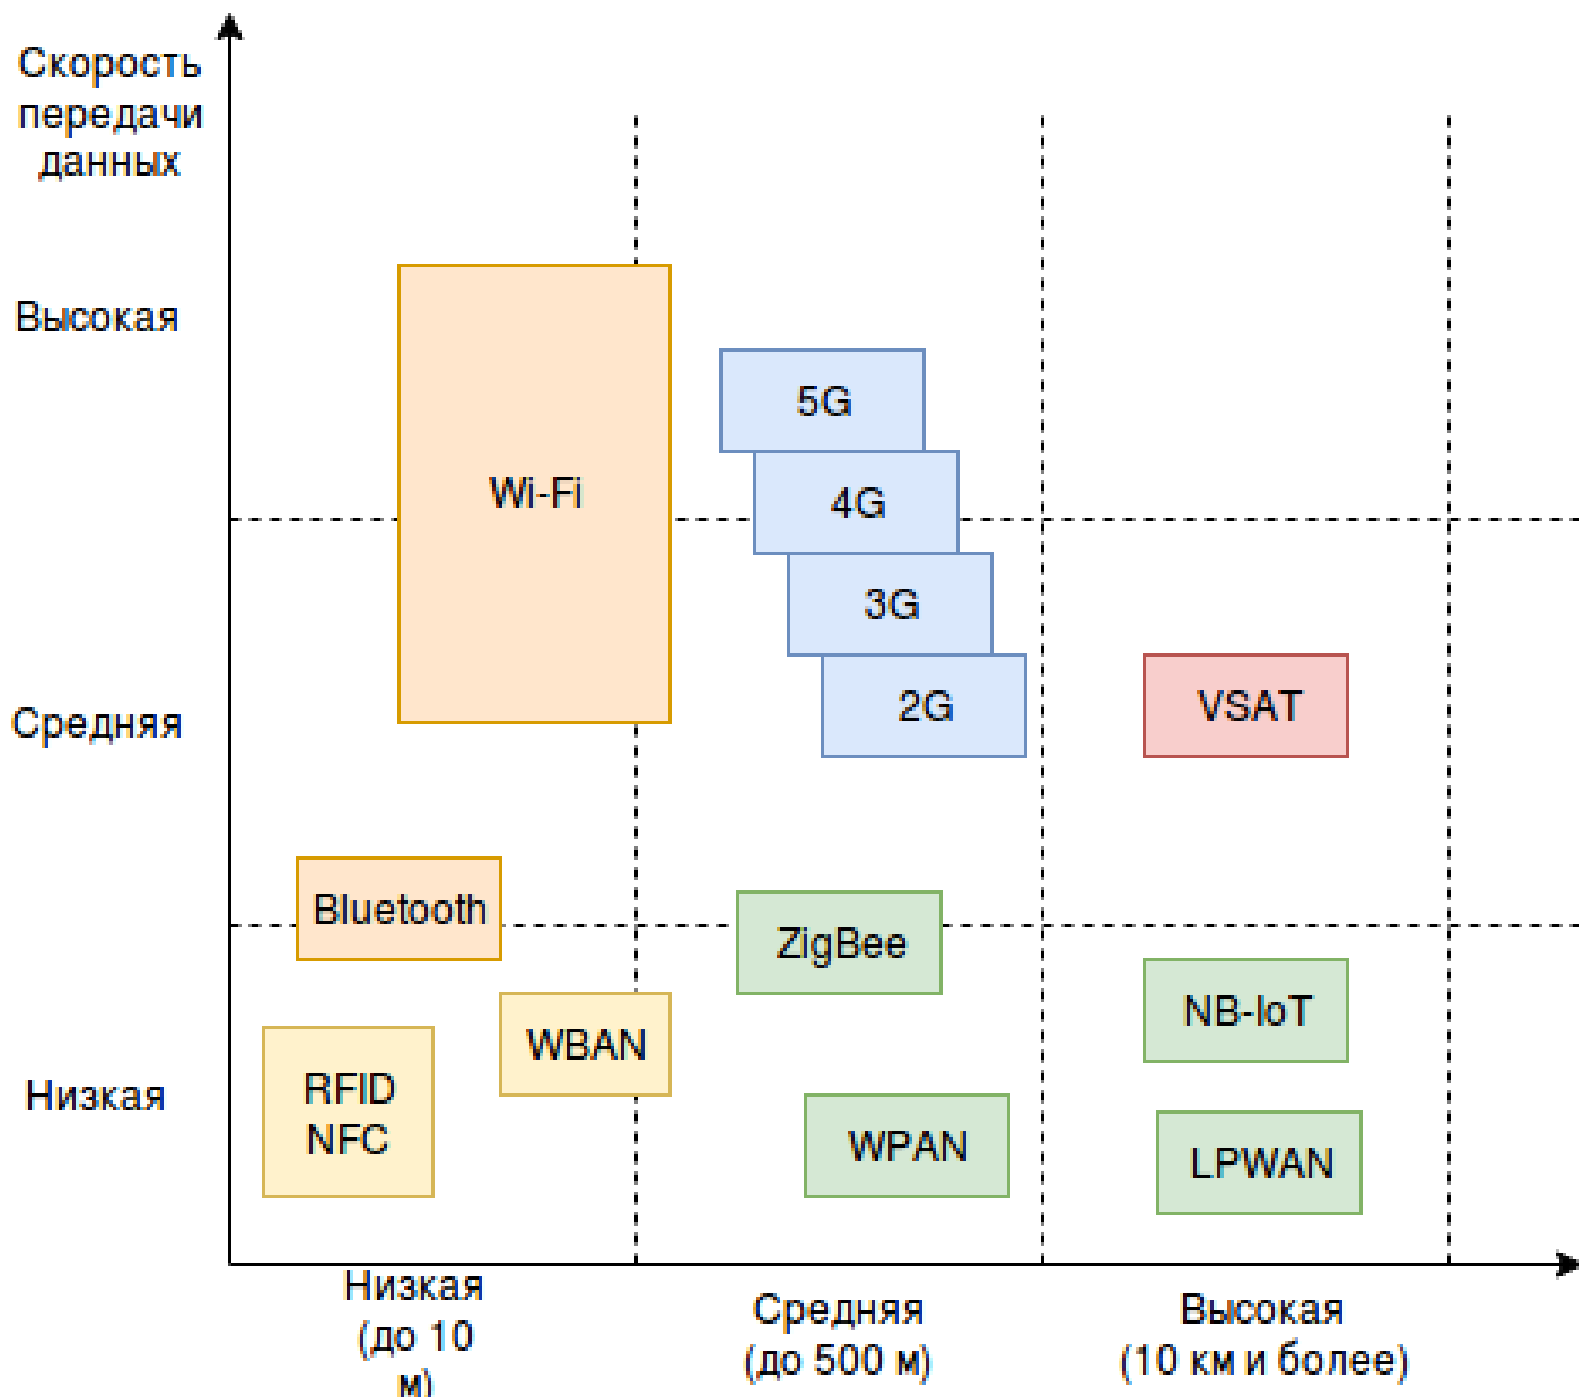 Скорость
передачи
данных
Высокая
5G
Wi-Fi
4G
3G
2G
VSAT
Средняя
Bluetooth
ZigBee
NB-IoT
WBAN
Низкая
RFID
NFC
WPAN
LPWAN
Низкая
(до 10
м)
Средняя
(до 500 м)
Высокая
(10 км и более)